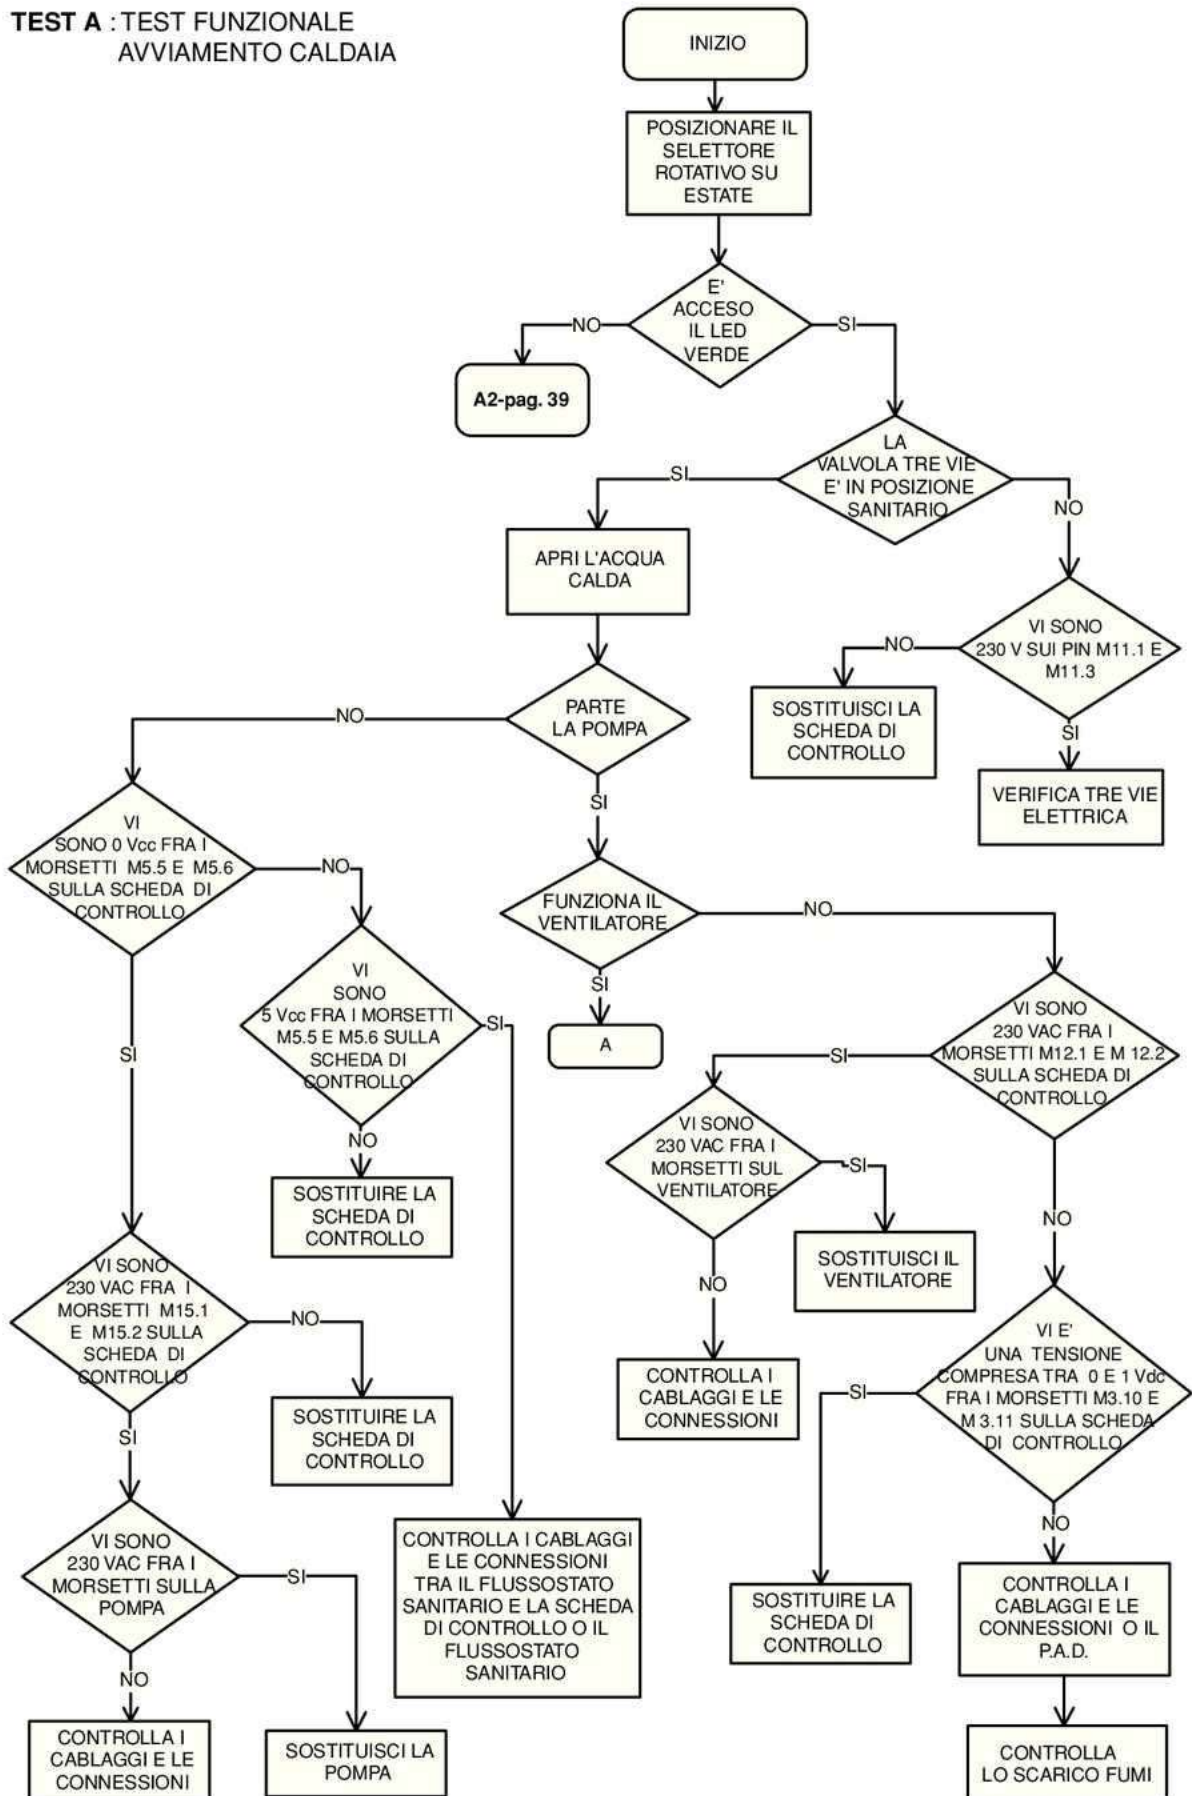 TEST A : TEST FUNZIONALE
AVVIAMENTO CALDAIA
INIZIO
POSIZIONARE IL
SELETTORE
ROTATIVO SU
ESTATE
E'
ACCESO
IL LED
VERDE
NO
SI
A2-pag. 39
LA
VALVOLA TRE VIE
E' IN POSIZIONE
SANITARIO
SI
NO
APRI L'ACQUA
CALDA
VI SONO
230 V SUI PIN M11.1 E
M11.3
NO
SI
SOSTITUISCI LA
SCHEDA DI
CONTROLLO
VERIFICA TRE VIE
ELETTRICA
PARTE
LA POMPA
NO
SI
VI
SONO 0 Vcc FRA I
MORSETTI M5.5 E M5.6
SULLA SCHEDA DI
CONTROLLO
NO
SI
FUNZIONA IL
VENTILATORE
NO
SI
A
VI
SONO
5 Vcc FRA I MORSETTI
M5.5 E M5.6 SULLA
SCHEDA DI
CONTROLLO
SI
NO
SOSTITUIRE LA
SCHEDA DI
CONTROLLO
VI SONO
230 VAC FRA I
MORSETTI M12.1 E M 12.2
SULLA SCHEDA DI
CONTROLLO
SI
NO
VI SONO
230 VAC FRA I
MORSETTI SUL
VENTILATORE
SI
NO
SOSTITUISCI IL
VENTILATORE
CONTROLLA I
CABLAGGI E LE
CONNESSIONI
VI SONO
230 VAC FRA I
MORSETTI M15.1
E M15.2 SULLA
SCHEDA DI
CONTROLLO
NO
SI
SOSTITUIRE LA
SCHEDA DI
CONTROLLO
VI E'
UNA TENSIONE
COMPRESA TRA 0 E 1 Vdc
FRA I MORSETTI M3.10 E
M 3.11 SULLA SCHEDA
DI CONTROLLO
SI
NO
VI SONO
230 VAC FRA I
MORSETTI SULLA
POMPA
SI
NO
CONTROLLA I CABLAGGI
E LE CONNESSIONI
TRA IL FLUSSOSTATO
SANITARIO E LA SCHEDA
DI CONTROLLO O IL
FLUSSOSTATO
SANITARIO
SOSTITUIRE LA
SCHEDA DI
CONTROLLO
CONTROLLA I
CABLAGGI E LE
CONNESSIONI O IL
P.A.D.
CONTROLLA I
CABLAGGI E LE
CONNESSIONI
SOSTITUISCI LA
POMPA
CONTROLLA
LO SCARICO FUMI